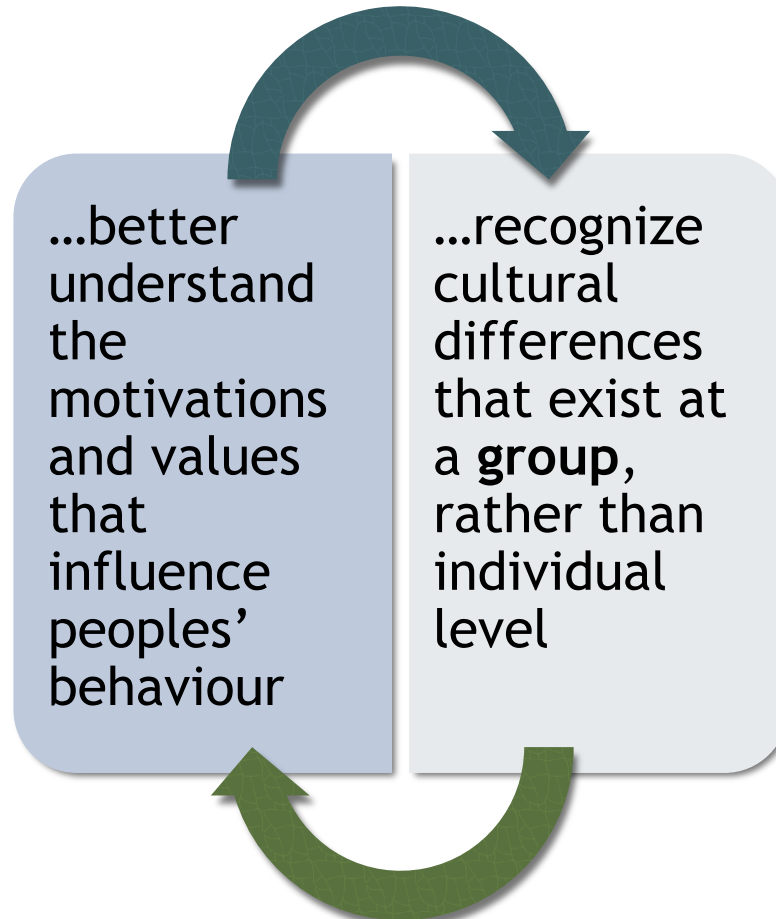 …better
understand
the
motivations
and values
that
influence
peoples’
behaviour
…recognize
cultural
differences
that exist at
a group,
rather than
individual
level